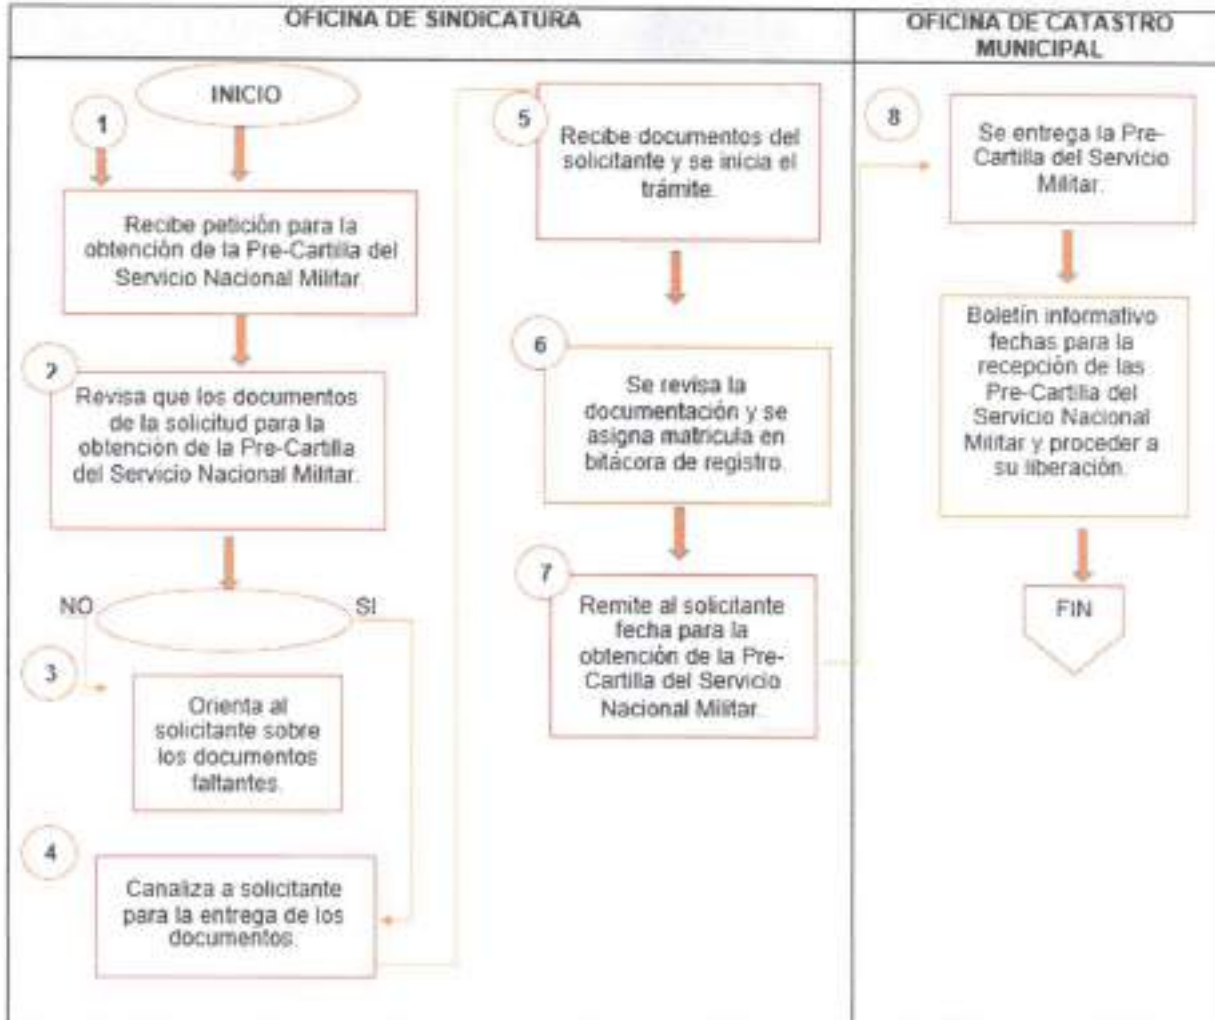 OFICINA DE SINDICATURA
OFICINA DE CATASTRO
MUNICIPAL
INICIO
1
Recibe petición para la
obtención de la Pre-Cartilla del
Servicio Nacional Militar
2
Revisa que los documentos
de la solicitud para la
obtención de la Pre-Cartilla
del Servicio Nacional Militar.
NO
SI
3
Orienta al
solicitante sobre
los documentos
faltantes.
4
Canaliza a solicitante
para la entrega de los
documentos.
5
Recibe documentos del
solicitante y se inicia el
trámite.
6
Se revisa la
documentación y se
asigna matricula en
bitácora de registro.
7
Remite al solicitante
fecha para la
obtención de la Pre-
Cartilla del Servicio
Nacional Militar.
8
Se entrega la Pre-
Cartilla del Servicio
Militar.
Boletín informativo
fechas para la
recepción de las
Pre-Cartilla del
Servicio Nacional
Militar y proceder a
su liberación.
FIN